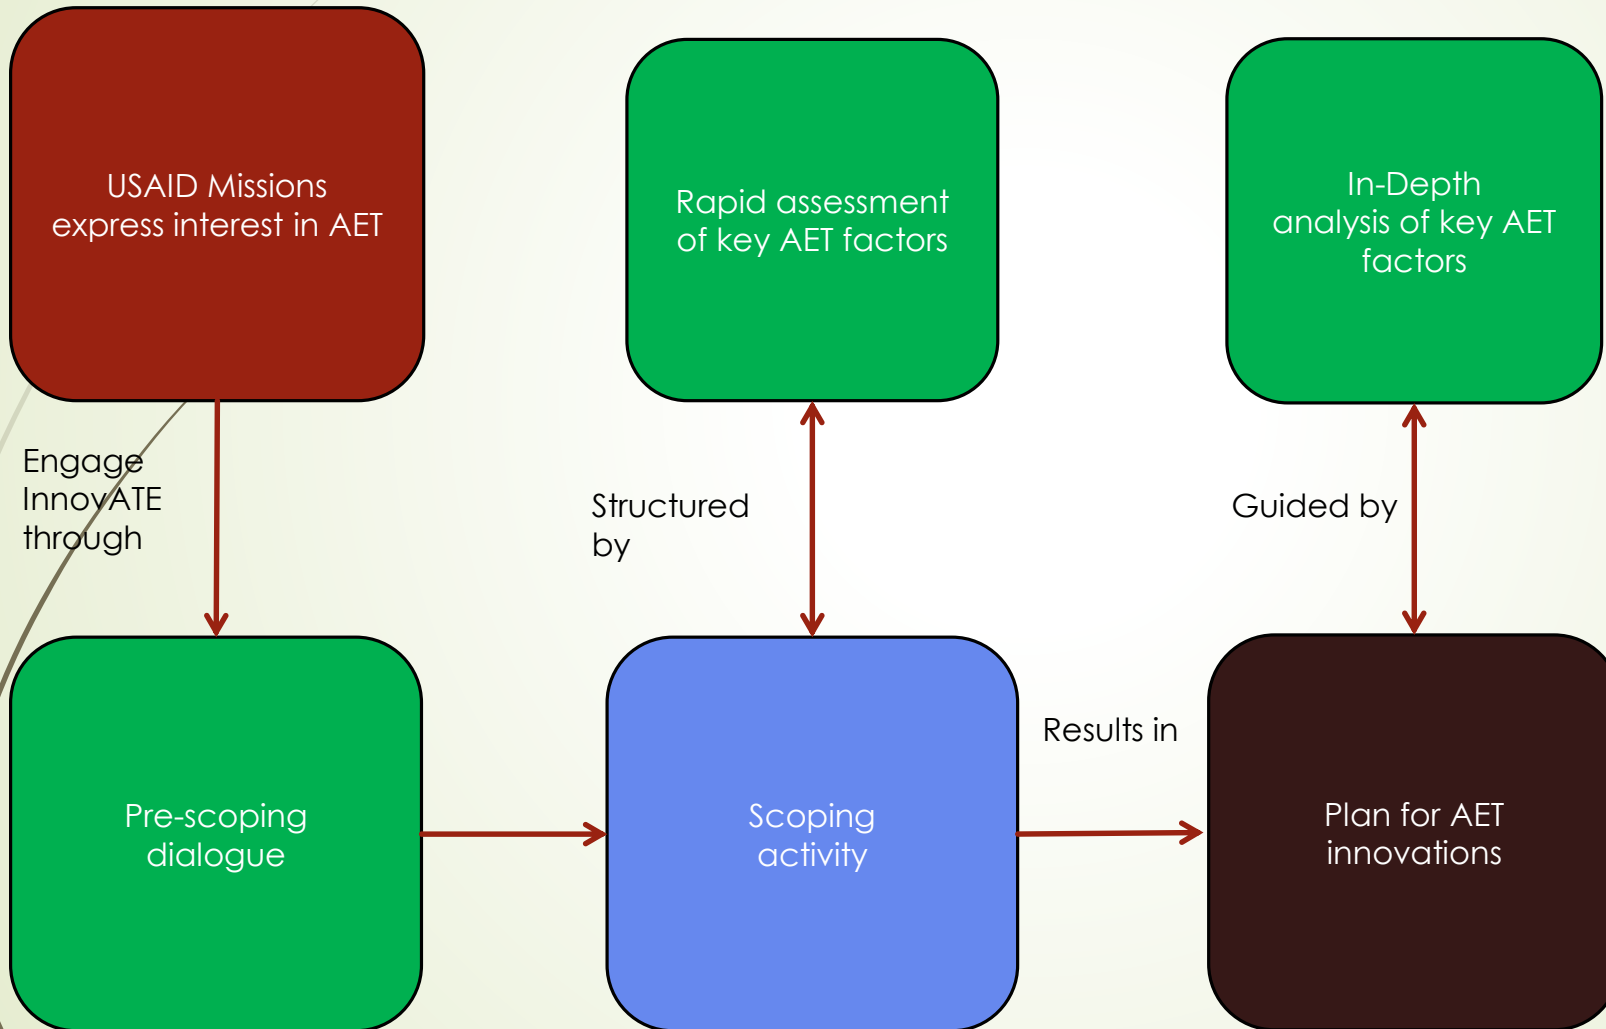 USAID Missions
express interest in AET
Rapid assessment
of key AET factors
In-Depth
analysis of key AET
factors
Engage
InnovATE
through
Structured
by
Guided by
Pre-scoping
dialogue
Scoping
activity
Results in
Plan for AET
innovations